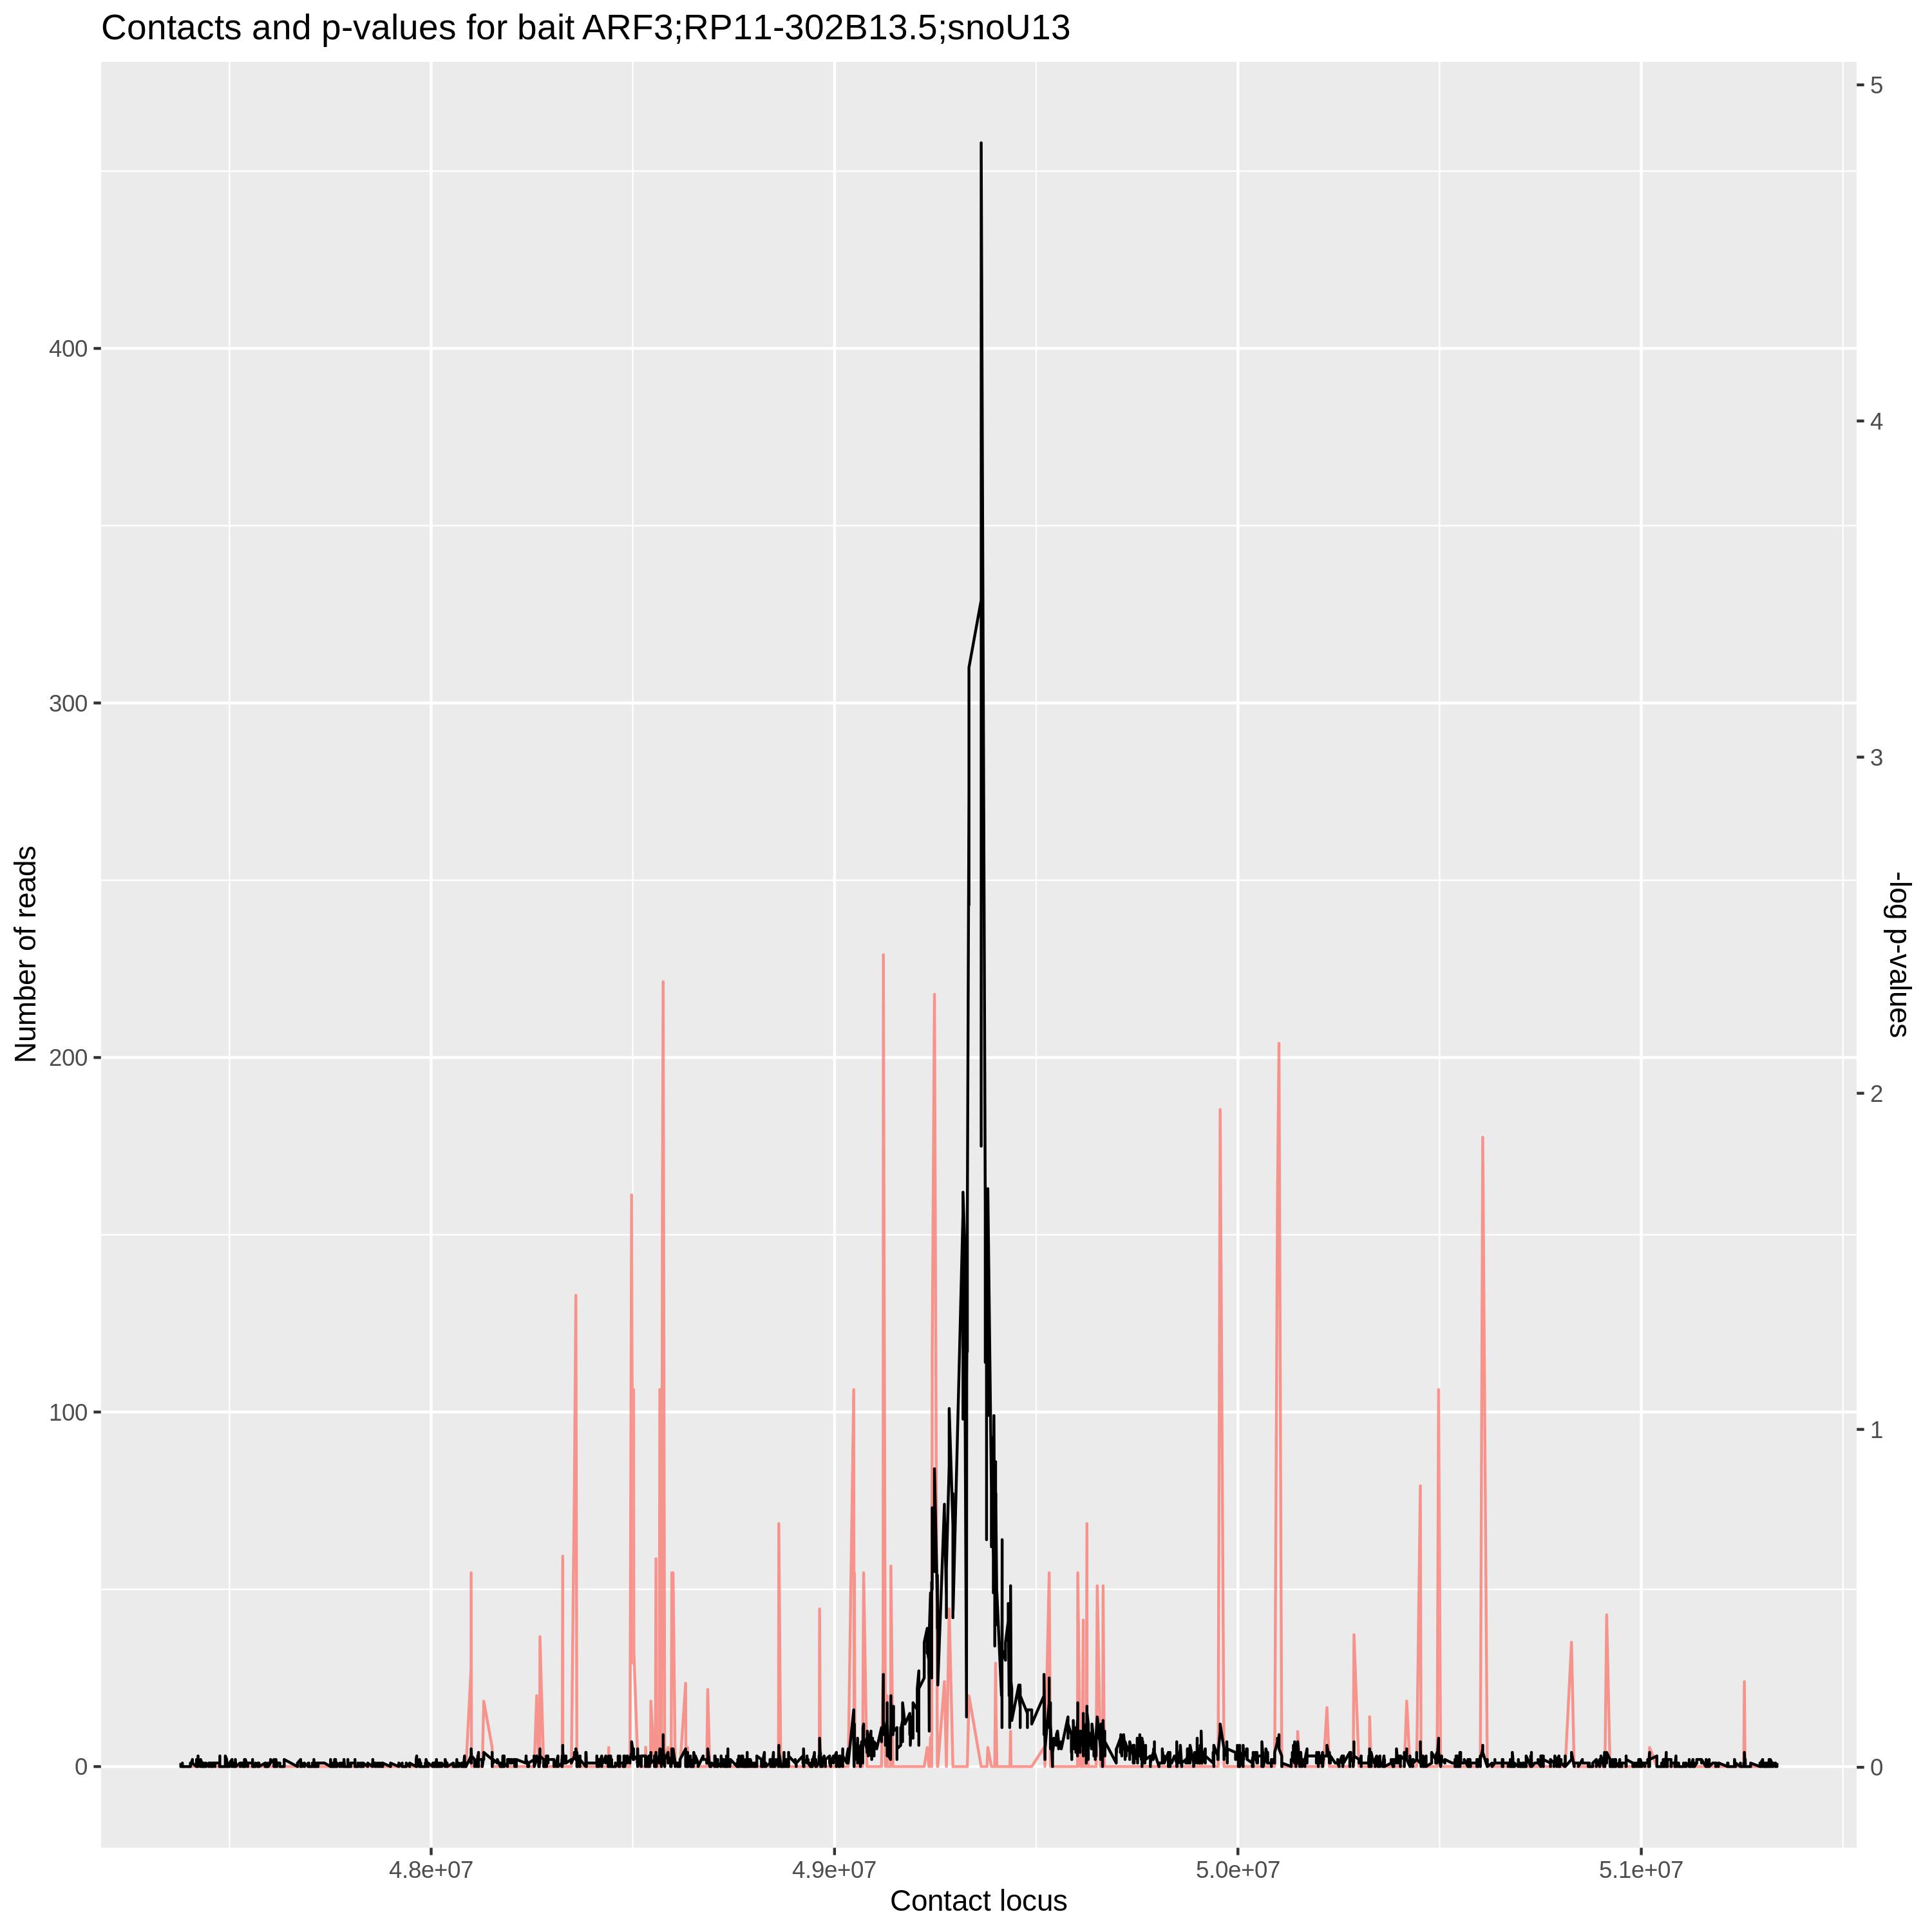 Contacts and p-values for bait ARF3;RP11-302B13.5;snoU13
Number of reads
400
300
200
100
0
5
4
3
2
1
0
-log p-values
4.8e+07
4.9e+07
5.0e+07
5.1e+07
Contact locus